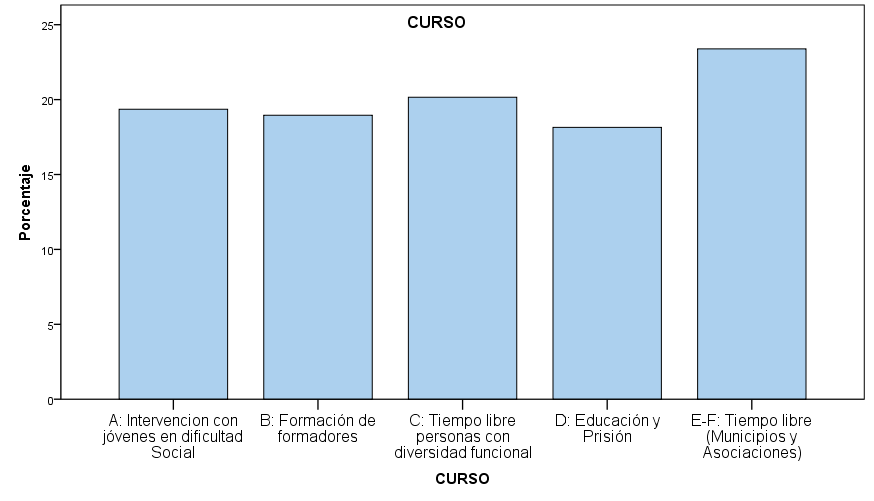 CURSO
25
20
15
10
5
0
Porcentaje
A: Intervencion con
jóvenes en dificultad
Social
B: Formación de
formadores
C: Tiempo libre
personas con
diversidad funcional
D: Educación y
Prisión
E-F: Tiempo libre
(Municipios y
Asociaciones)
CURSO